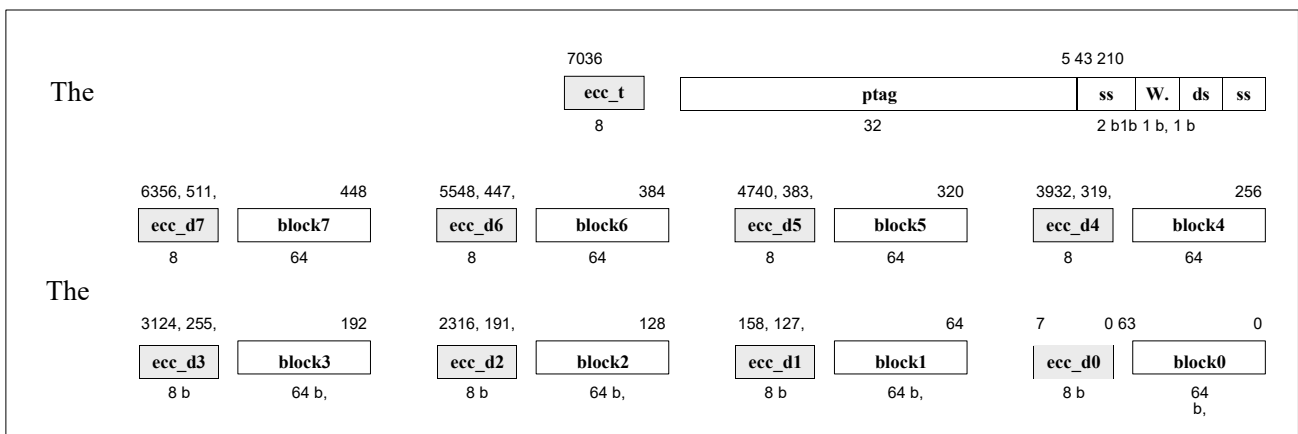 7036 5 43 210
The ecc_t ptag ss W. ds ss
8 32 2 b1b 1 b, 1 b
6356, 511, 448 5548, 447, 384 4740, 383, 320 3932, 319, 256
ecc_d7 block7 ecc_d6 block6 ecc_d5 block5 ecc_d4 block4
8 64 8 64 8 64 8 64
The
3124, 255, 192 2316, 191, 128 158, 127, 64 7 0 63 0
ecc_d3 block3 ecc_d2 block2 ecc_d1 block1 ecc_d0 block0
8 b 64 b, 8 b 64 b, 8 b 64 b, 8 b 64
b,